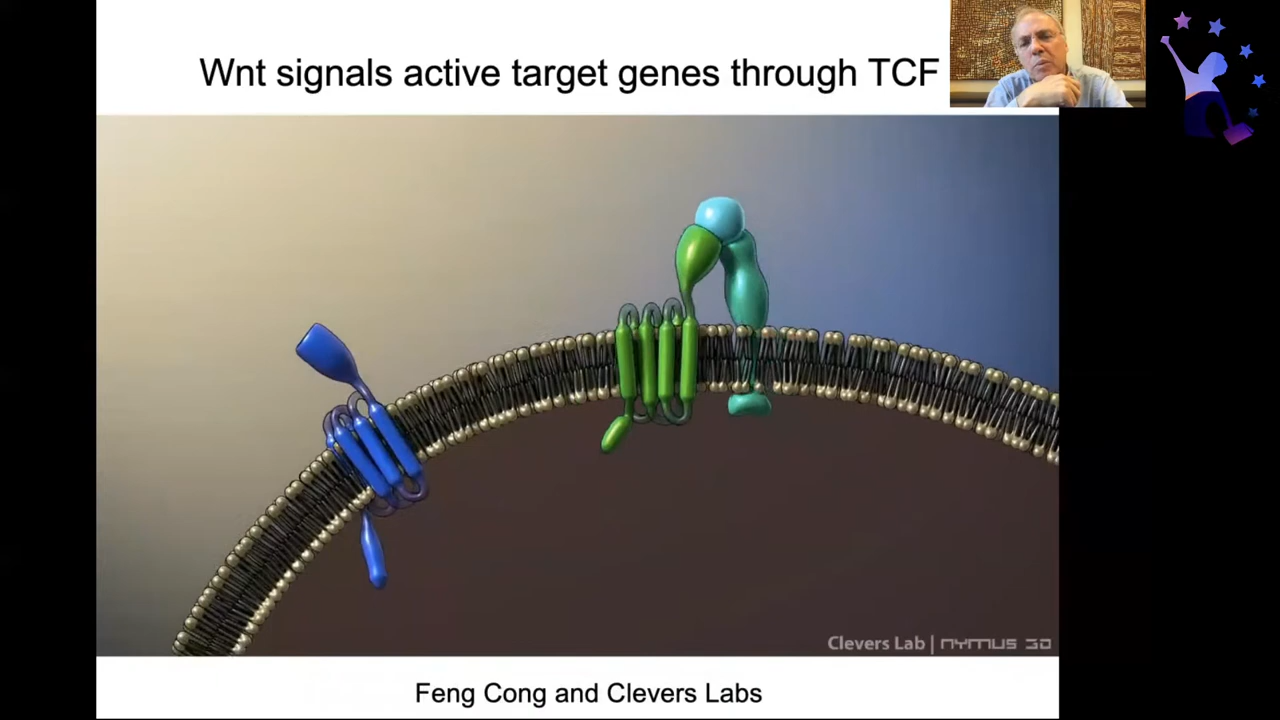 Wnt signals active target genes through TCF
Clevers Lab | NYMUS 3D
Feng Cong and Clevers Labs